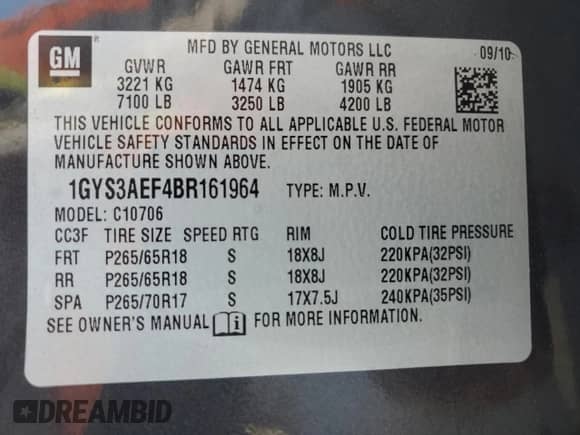 GM ®
MFD BY GENERAL MOTORS LLC 09/10
GVWR GAWR FRT GAWR RR
3221 KG 1474 KG 1905 KG
7100 LB 3250 LB 4200 LB
THIS VEHICLE CONFORMS TO ALL APPLICABLE U.S. FEDERAL MOTOR
VEHICLE SAFETY STANDARDS IN EFFECT ON THE DATE OF
MANUFACTURE SHOWN ABOVE.
1GYS3AEF4BR161964 TYPE: M.P.V.
MODEL: C10706
CC3F TIRE SIZE SPEED RTG RIM COLD TIRE PRESSURE
FRT P265/65R18 S 18X8J 220KPA(32PSI)
RR P265/65R18 S 18X8J 220KPA(32PSI)
SPA P265/70R17 S 17X7.5J 240KPA(35PSI)
SEE OWNER'S MANUAL i FOR MORE INFORMATION.
DREAMBID